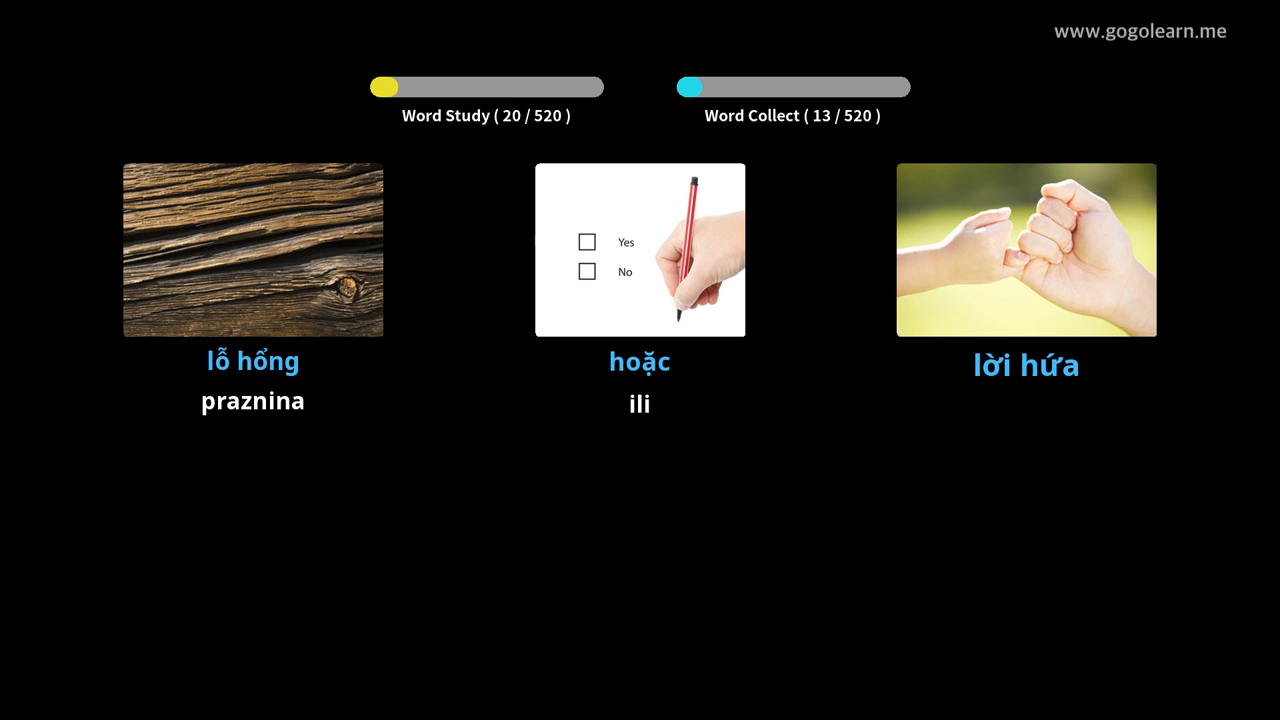 www.gogolearn.me
Word Study ( 20 / 520 )
Word Collect ( 13 / 520 )
Yes
No
lỗ hổng
praznina
hoặc
ili
lời hứa